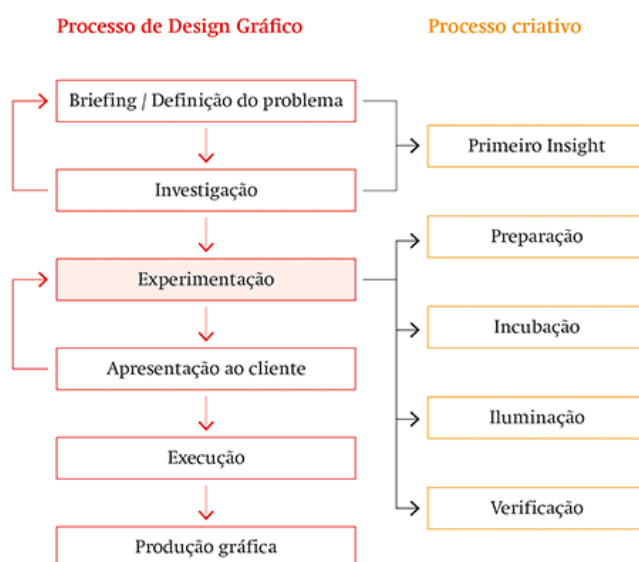 Processo de Design Gráfico
Processo criativo
Briefing / Definição do problema
Primeiro Insight
Investigação
Preparação
Experimentação
Incubação
Apresentação ao cliente
Iluminação
Execução
Verificação
Produção gráfica